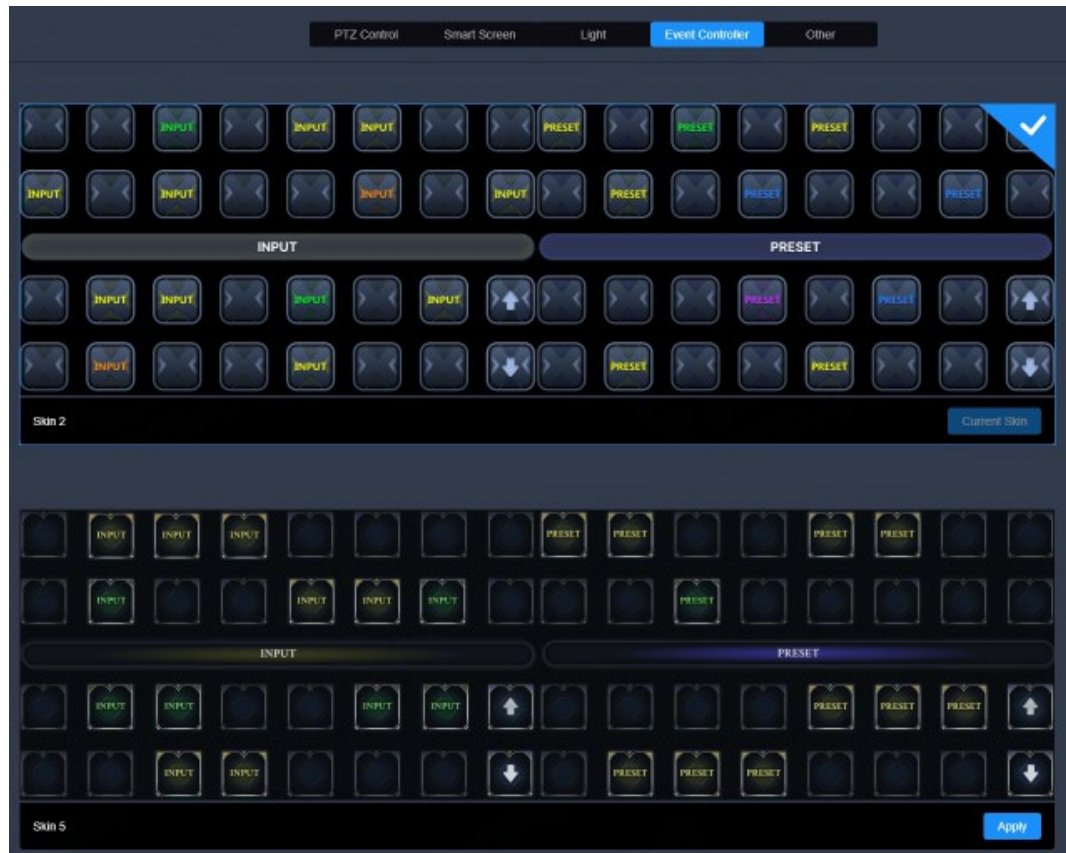 PTZ Control Smart Screen Light Event Controller Other
INPUT INPUT INPUT PRESET PRESET PRESET
INPUT INPUT INPUT INPUT PRESET PRESET PRESET
INPUT PRESET
INPUT INPUT INPUT INPUT PRESET PRESET
INPUT INPUT PRESET PRESET
Skin 2 Current Skin
INPUT INPUT INPUT PRESET PRESET PRESET PRESET
INPUT INPUT INPUT INPUT PRESET
INPUT PRESET
INPUT INPUT INPUT INPUT PRESET PRESET PRESET
INPUT INPUT PRESET PRESET PRESET
Skin 5 Apply